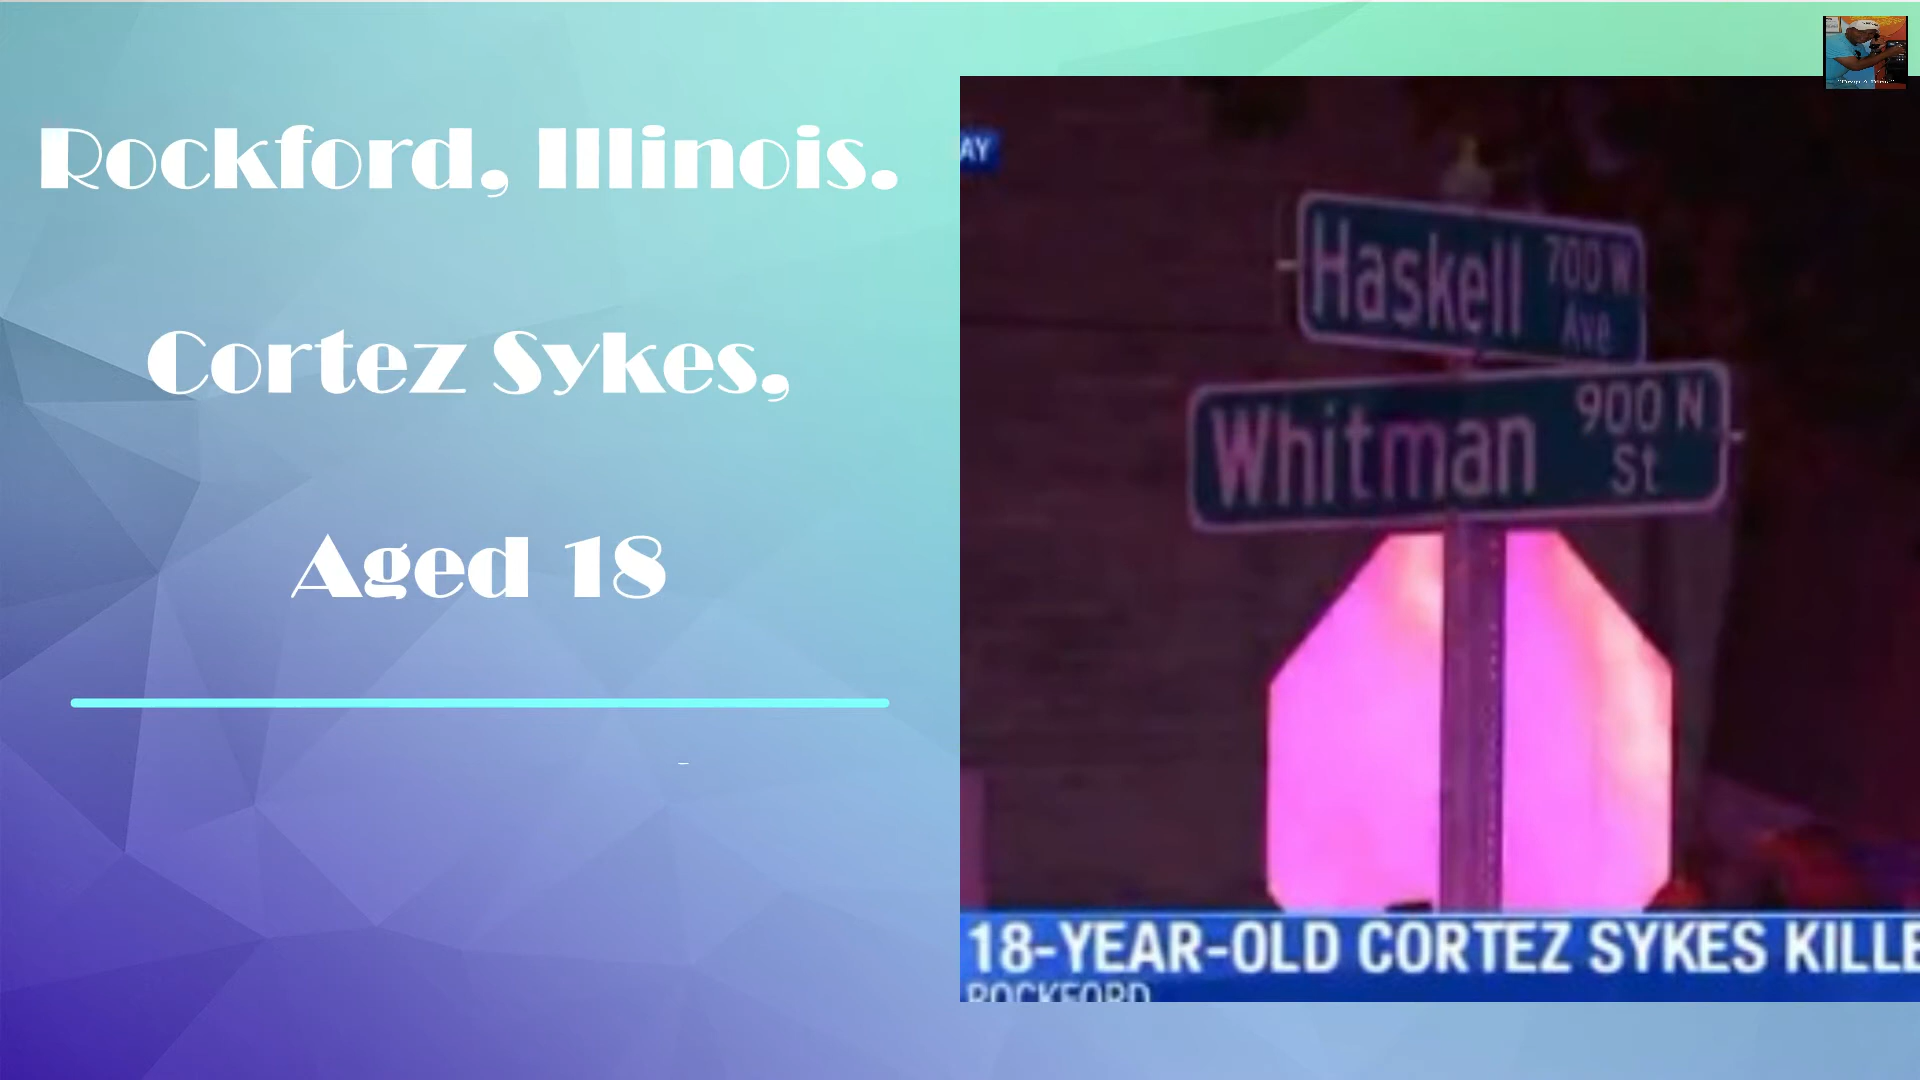 Rockford, Illinois.
Cortez Sykes,
Aged 18
AY
Haskell 700 W Ave
Whitman 900 N St
18-YEAR-OLD CORTEZ SYKES KILLE
ROCKFORD